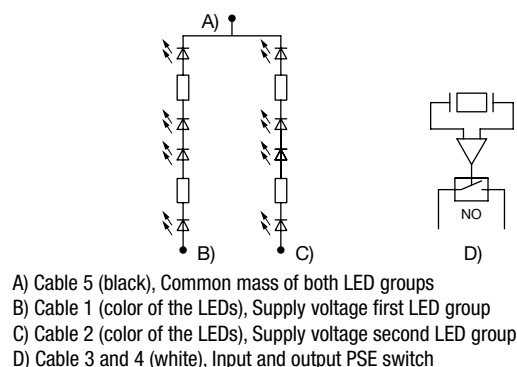 A)
B)
C)
NO
D)
A) Cable 5 (black), Common mass of both LED groups
B) Cable 1 (color of the LEDs), Supply voltage first LED group
C) Cable 2 (color of the LEDs), Supply voltage second LED group
D) Cable 3 and 4 (white), Input and output PSE switch